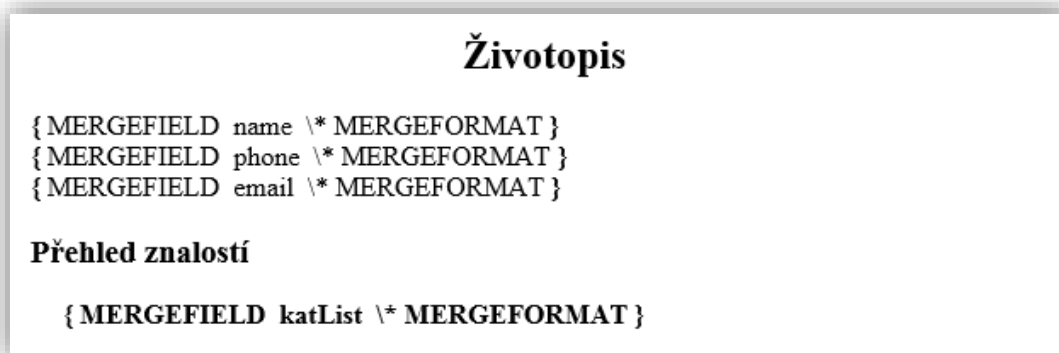 Životopis
{ MERGEFIELD name \* MERGEFORMAT }
{ MERGEFIELD phone \* MERGEFORMAT }
{ MERGEFIELD email \* MERGEFORMAT }
Přehled znalostí
{ MERGEFIELD katList \* MERGEFORMAT }